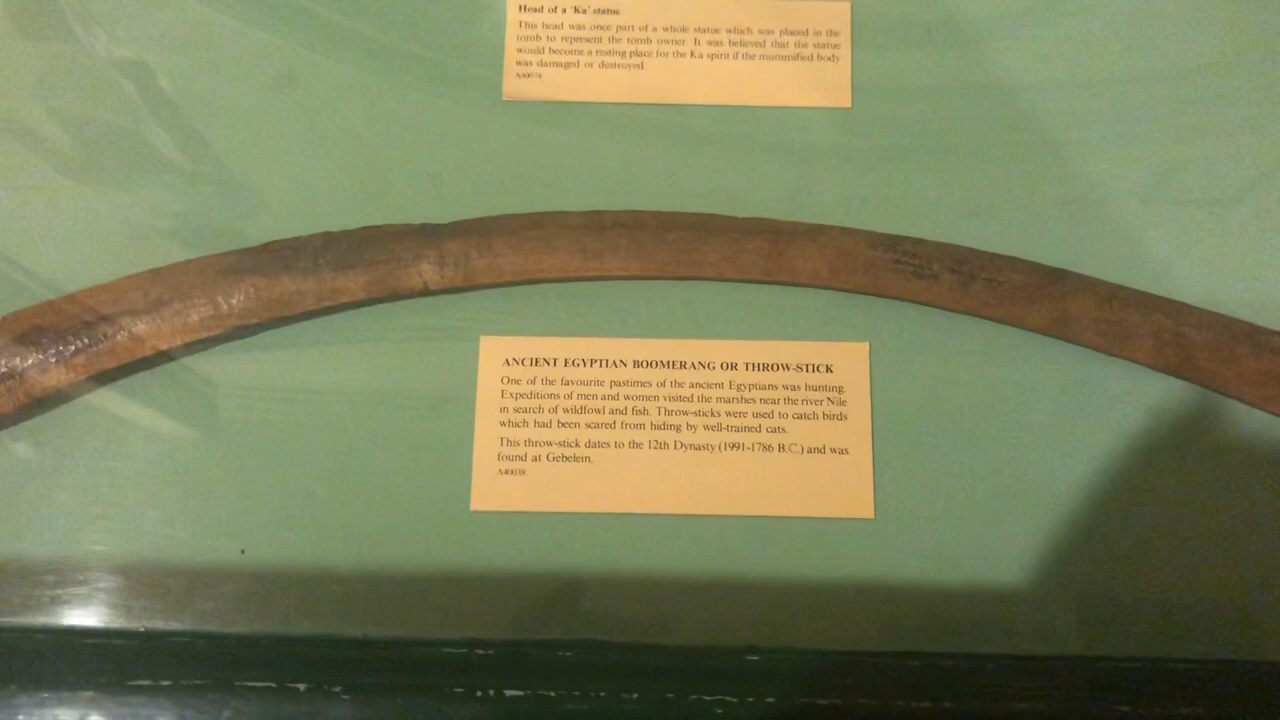 Head of a 'Ka' statue
This head was once part of a whole statue which was placed in the
tomb to represent the tomb owner. It was believed that the statue
would become a resting place for the Ka spirit if the mummified body
was damaged or destroyed
ANCIENT EGYPTIAN BOOMERANG OR THROW-STICK
One of the favourite pastimes of the ancient Egyptians was hunting.
Expeditions of men and women visited the marshes near the river Nile
in search of wildfowl and fish. Throw-sticks were used to catch birds
which had been scared from hiding by well-trained cats.
This throw-stick dates to the 12th Dynasty (1991-1786 B.C.) and was
found at Gebelein.
A40038